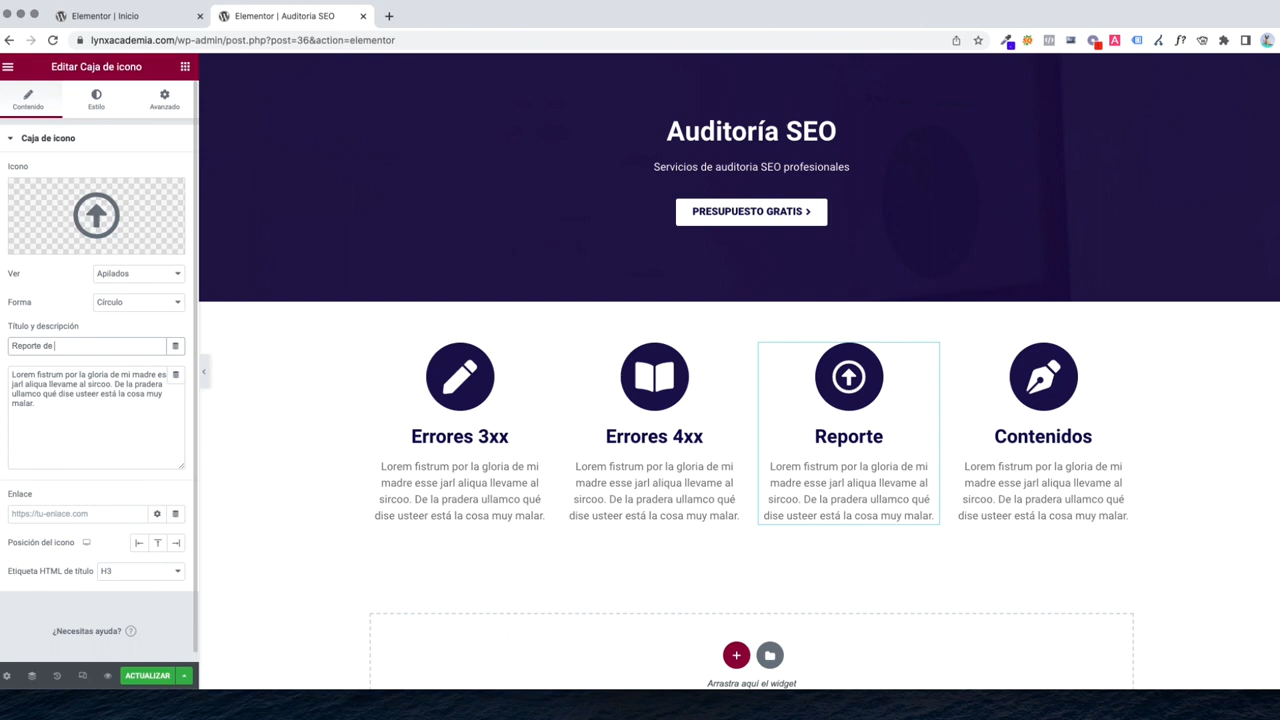 Elementor | Inicio
Elementor | Auditoria SEO
lynxacademia.com/wp-admin/post.php?post=36&action=elementor
Editar Caja de icono
Contenido
Estilo
Avanzado
Caja de icono
Icono
Ver
Apilados
Forma
Círculo
Título y descripción
Reporte de
Lorem fistrum por la gloria de mi madre esse
jarl aliqua llevame al sircoo. De la pradera
ullamco qué dise usteer está la cosa muy
malar.
Enlace
https://tu-enlace.com
Posición del icono
Etiqueta HTML de título
H3
¿Necesitas ayuda?
ACTUALIZAR
Auditoría SEO
Servicios de auditoria SEO profesionales
PRESUPUESTO GRATIS
Errores 3xx
Lorem fistrum por la gloria de mi
madre esse jarl aliqua llevame al
sircoo. De la pradera ullamco qué
dise usteer está la cosa muy malar.
Errores 4xx
Lorem fistrum por la gloria de mi
madre esse jarl aliqua llevame al
sircoo. De la pradera ullamco qué
dise usteer está la cosa muy malar.
Reporte
Lorem fistrum por la gloria de mi
madre esse jarl aliqua llevame al
sircoo. De la pradera ullamco qué
dise usteer está la cosa muy malar.
Contenidos
Lorem fistrum por la gloria de mi
madre esse jarl aliqua llevame al
sircoo. De la pradera ullamco qué
dise usteer está la cosa muy malar.
Arrastra aquí el widget